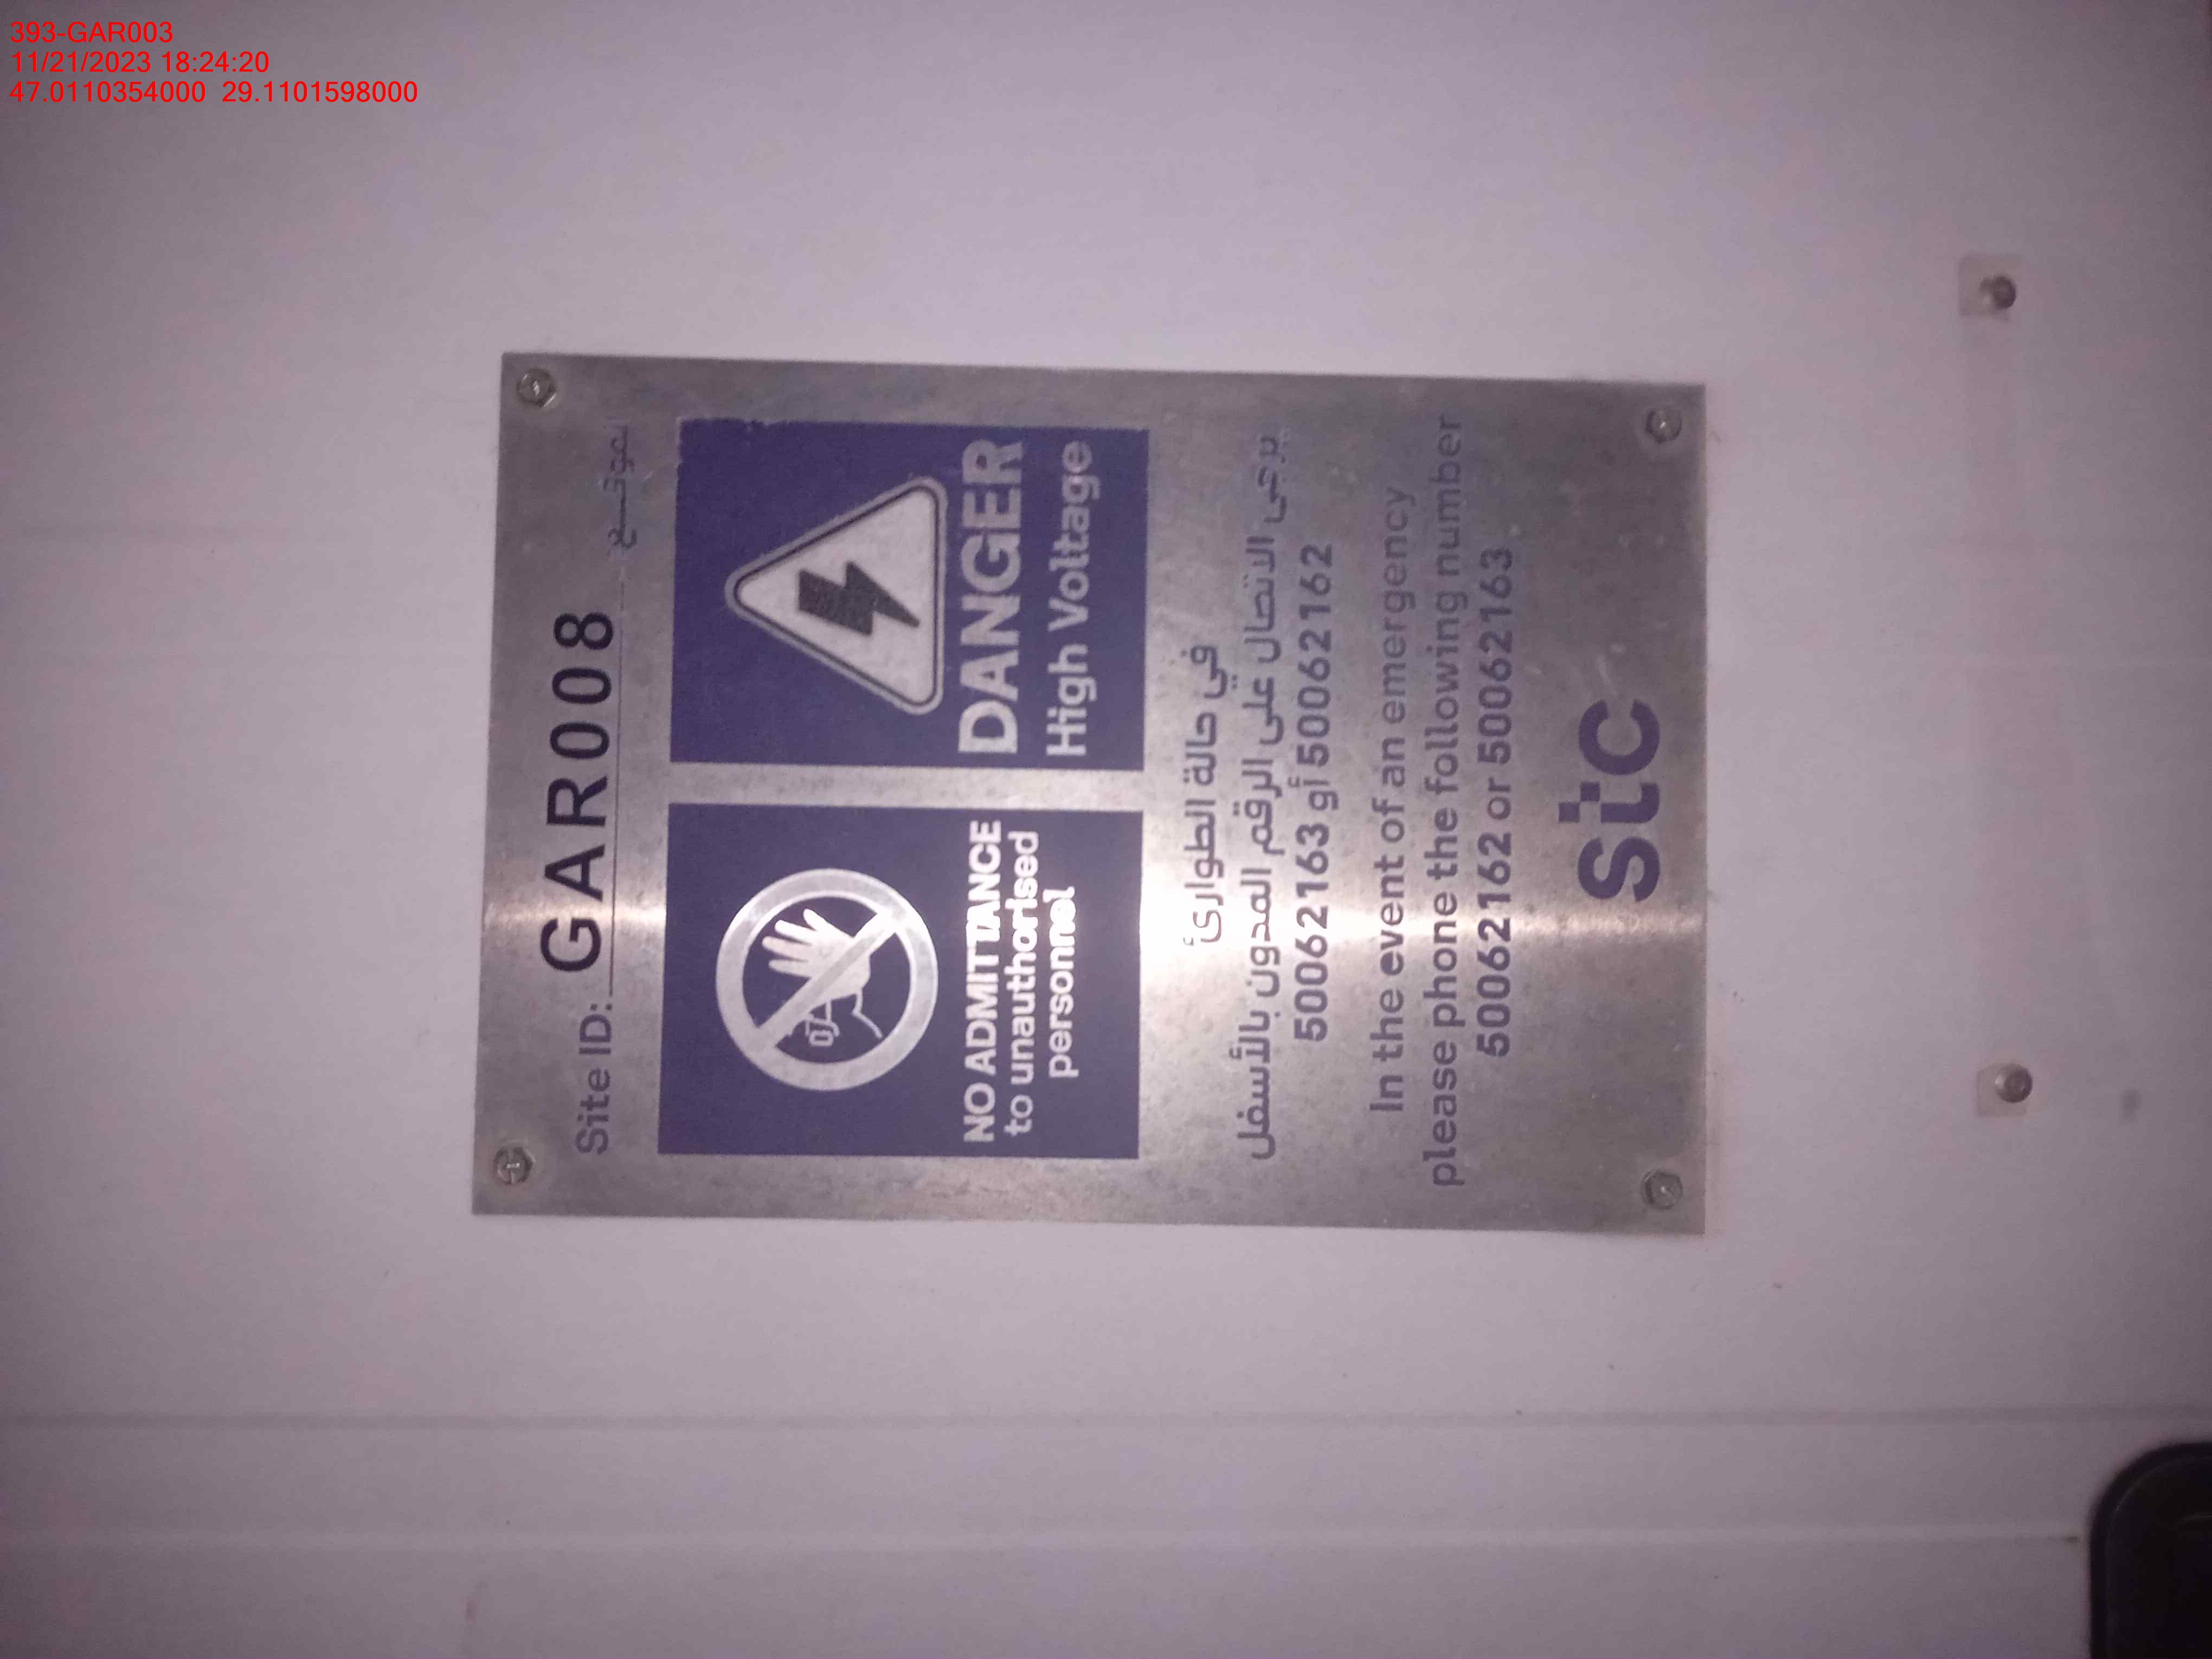 393-GAR003
11/21/2023 18:24:20
47.0110354000 29.1101598000
Site ID: GAR008 الموقع
NO ADMITTANCE
to unauthorised
personnel
DANGER
High Voltage
في حالة الطوارئ
يرجى الاتصال على الرقم المدون بالأسفل
50062163 أو 50062162
In the event of an emergency
please phone the following number
50062162 or 50062163
stc